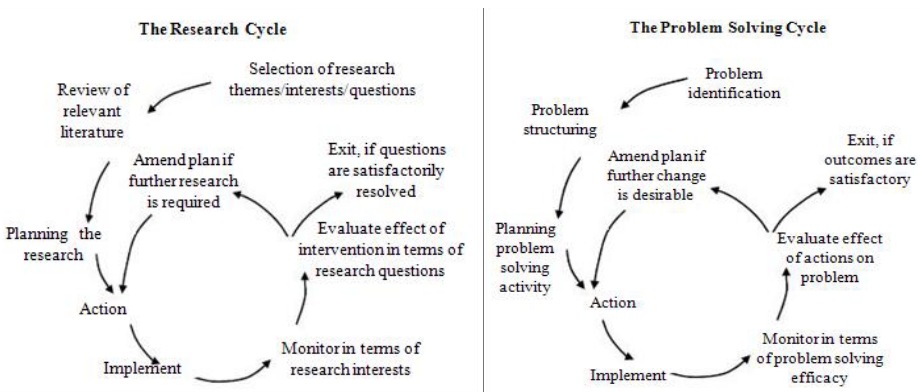 The Research Cycle
Selection of research
themes/interests/questions
Review of
relevant
literature
Amend plan if
further research
is required
Exit, if questions
are satisfactorily
resolved
Planning the
research
Evaluate effect of
intervention in terms of
research questions
Action
Implement
Monitor in terms of
research interests
The Problem Solving Cycle
Problem
identification
Problem
structuring
Amend plan if
further change
is desirable
Exit, if
outcomes are
satisfactory
Planning
problem
solving
activity
Evaluate effect
of actions on
problem
Action
Implement
Monitor in terms
of problem solving
efficacy